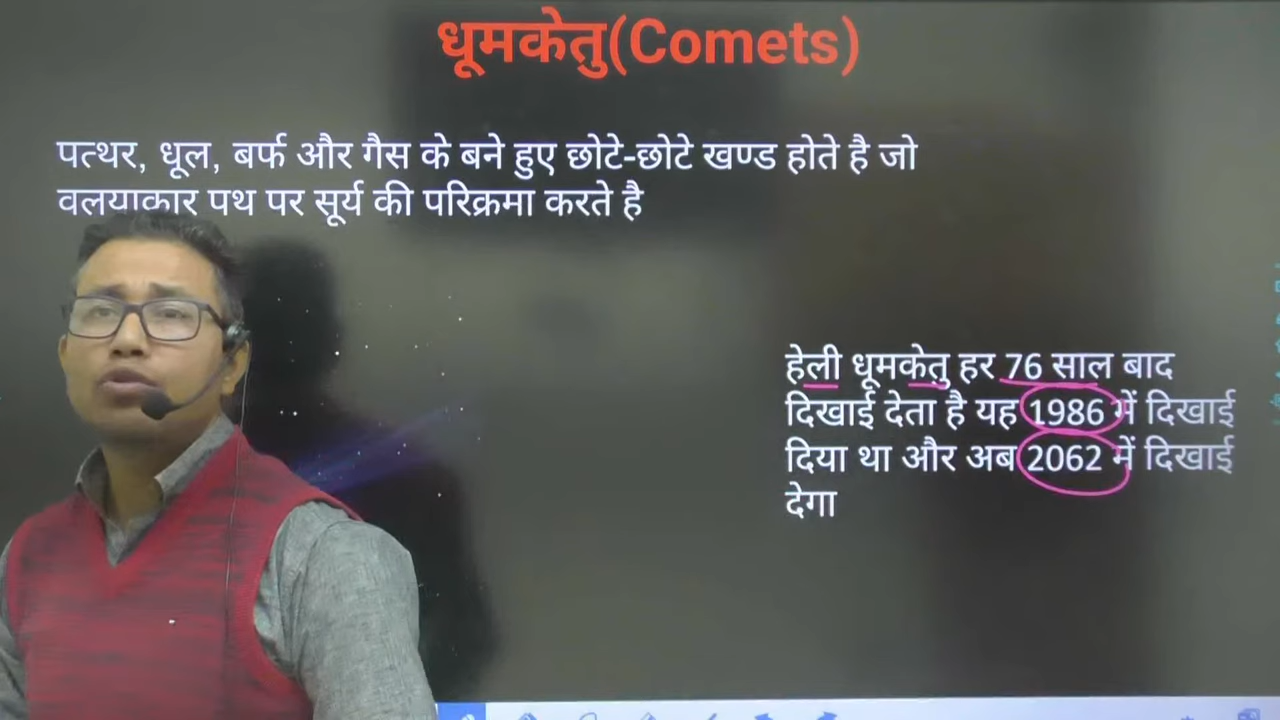 धूमकेतु(Comets)
पत्थर, धूल, बर्फ और गैस के बने हुए छोटे-छोटे खण्ड होते है जो
वलयाकार पथ पर सूर्य की परिक्रमा करते है
हेली धूमकेतु हर 76 साल बाद
दिखाई देता है यह 1986 में दिखाई
दिया था और अब 2062 में दिखाई
देगा